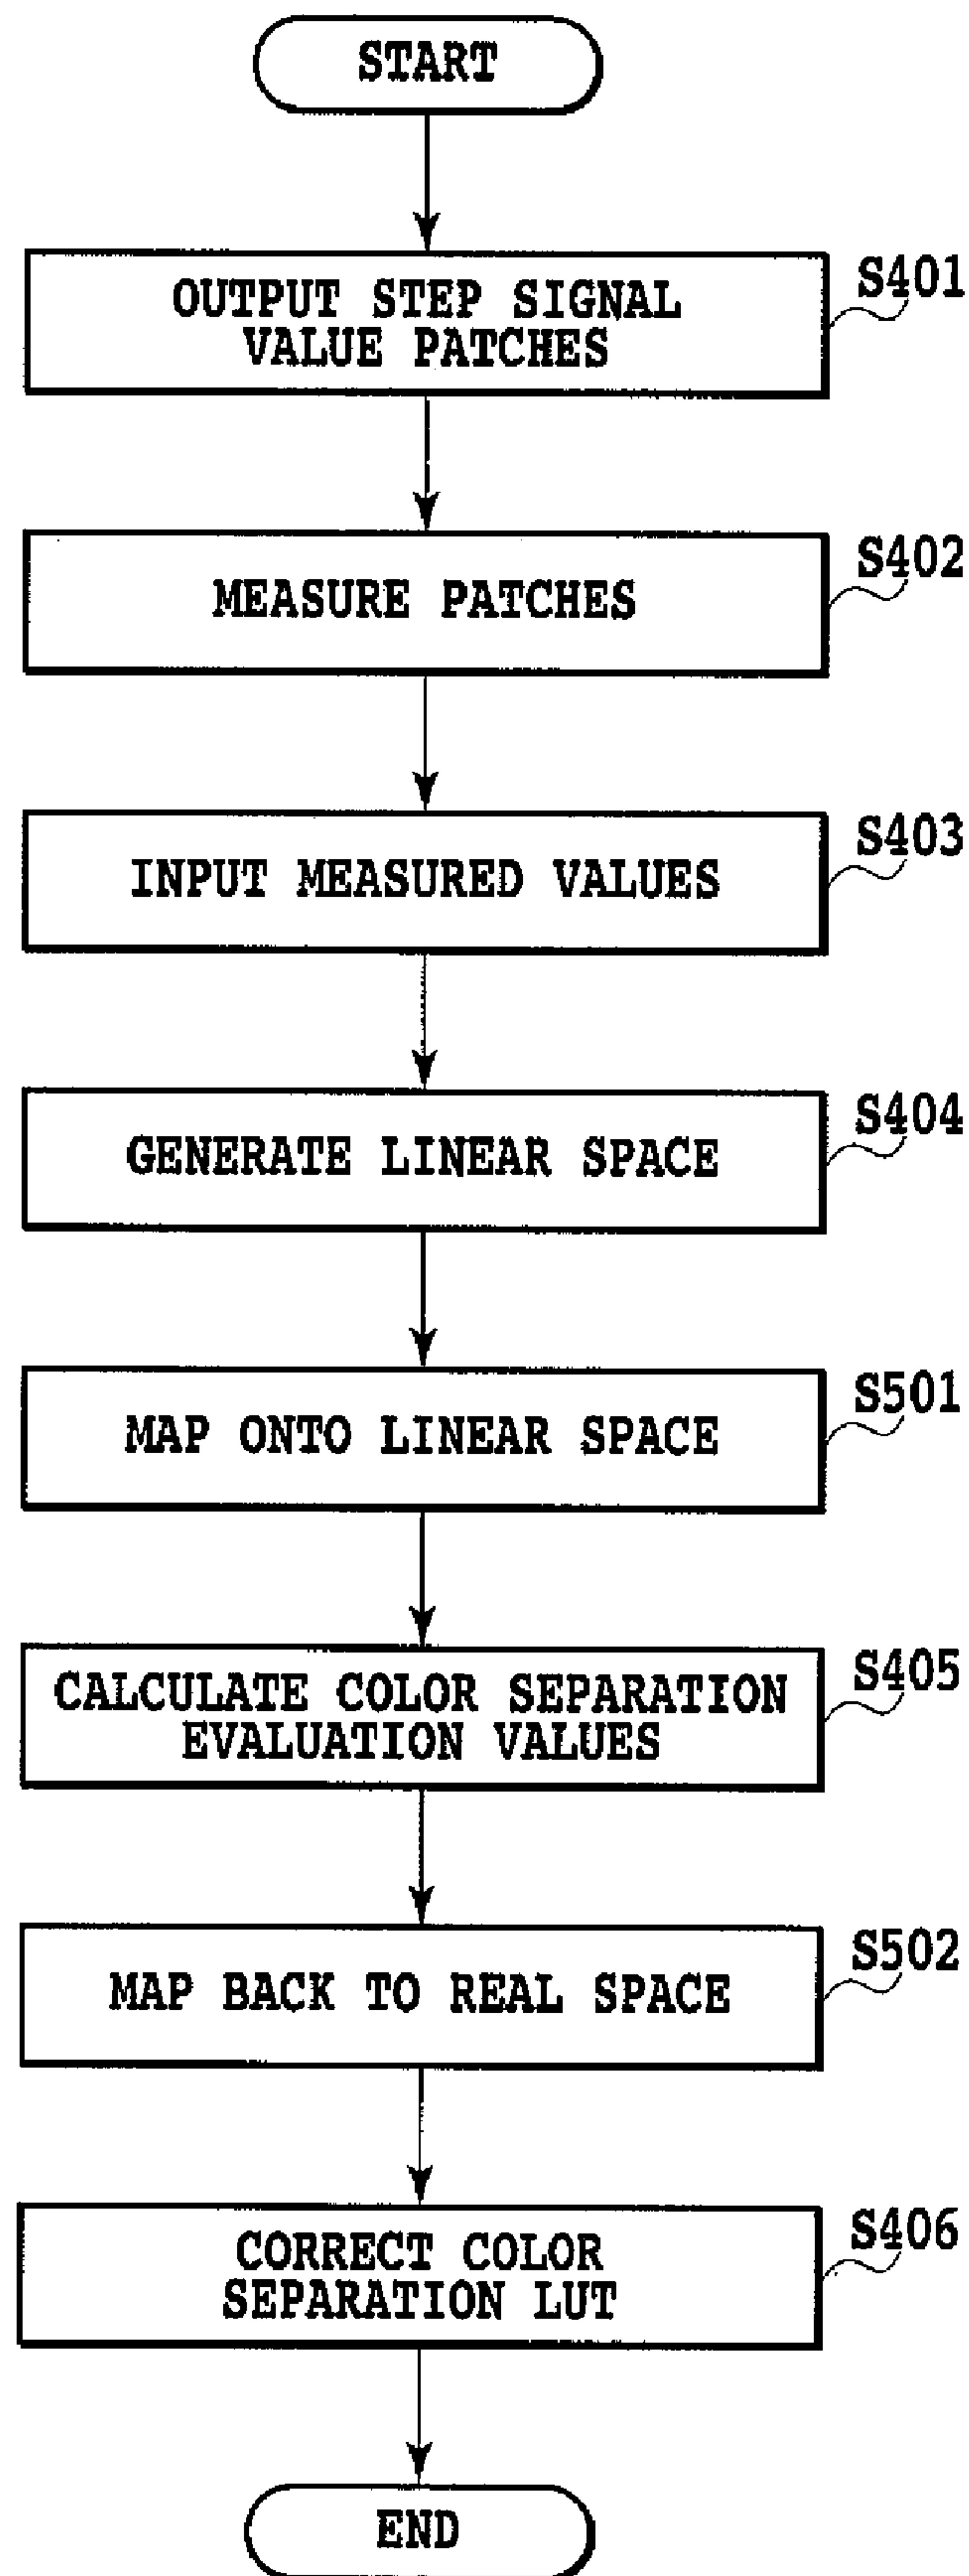 START
OUTPUT STEP SIGNAL
VALUE PATCHES
S401
MEASURE PATCHES
S402
INPUT MEASURED VALUES
S403
GENERATE LINEAR SPACE
S404
MAP ONTO LINEAR SPACE
S501
CALCULATE COLOR SEPARATION
EVALUATION VALUES
S405
MAP BACK TO REAL SPACE
S502
CORRECT COLOR
SEPARATION LUT
S406
END